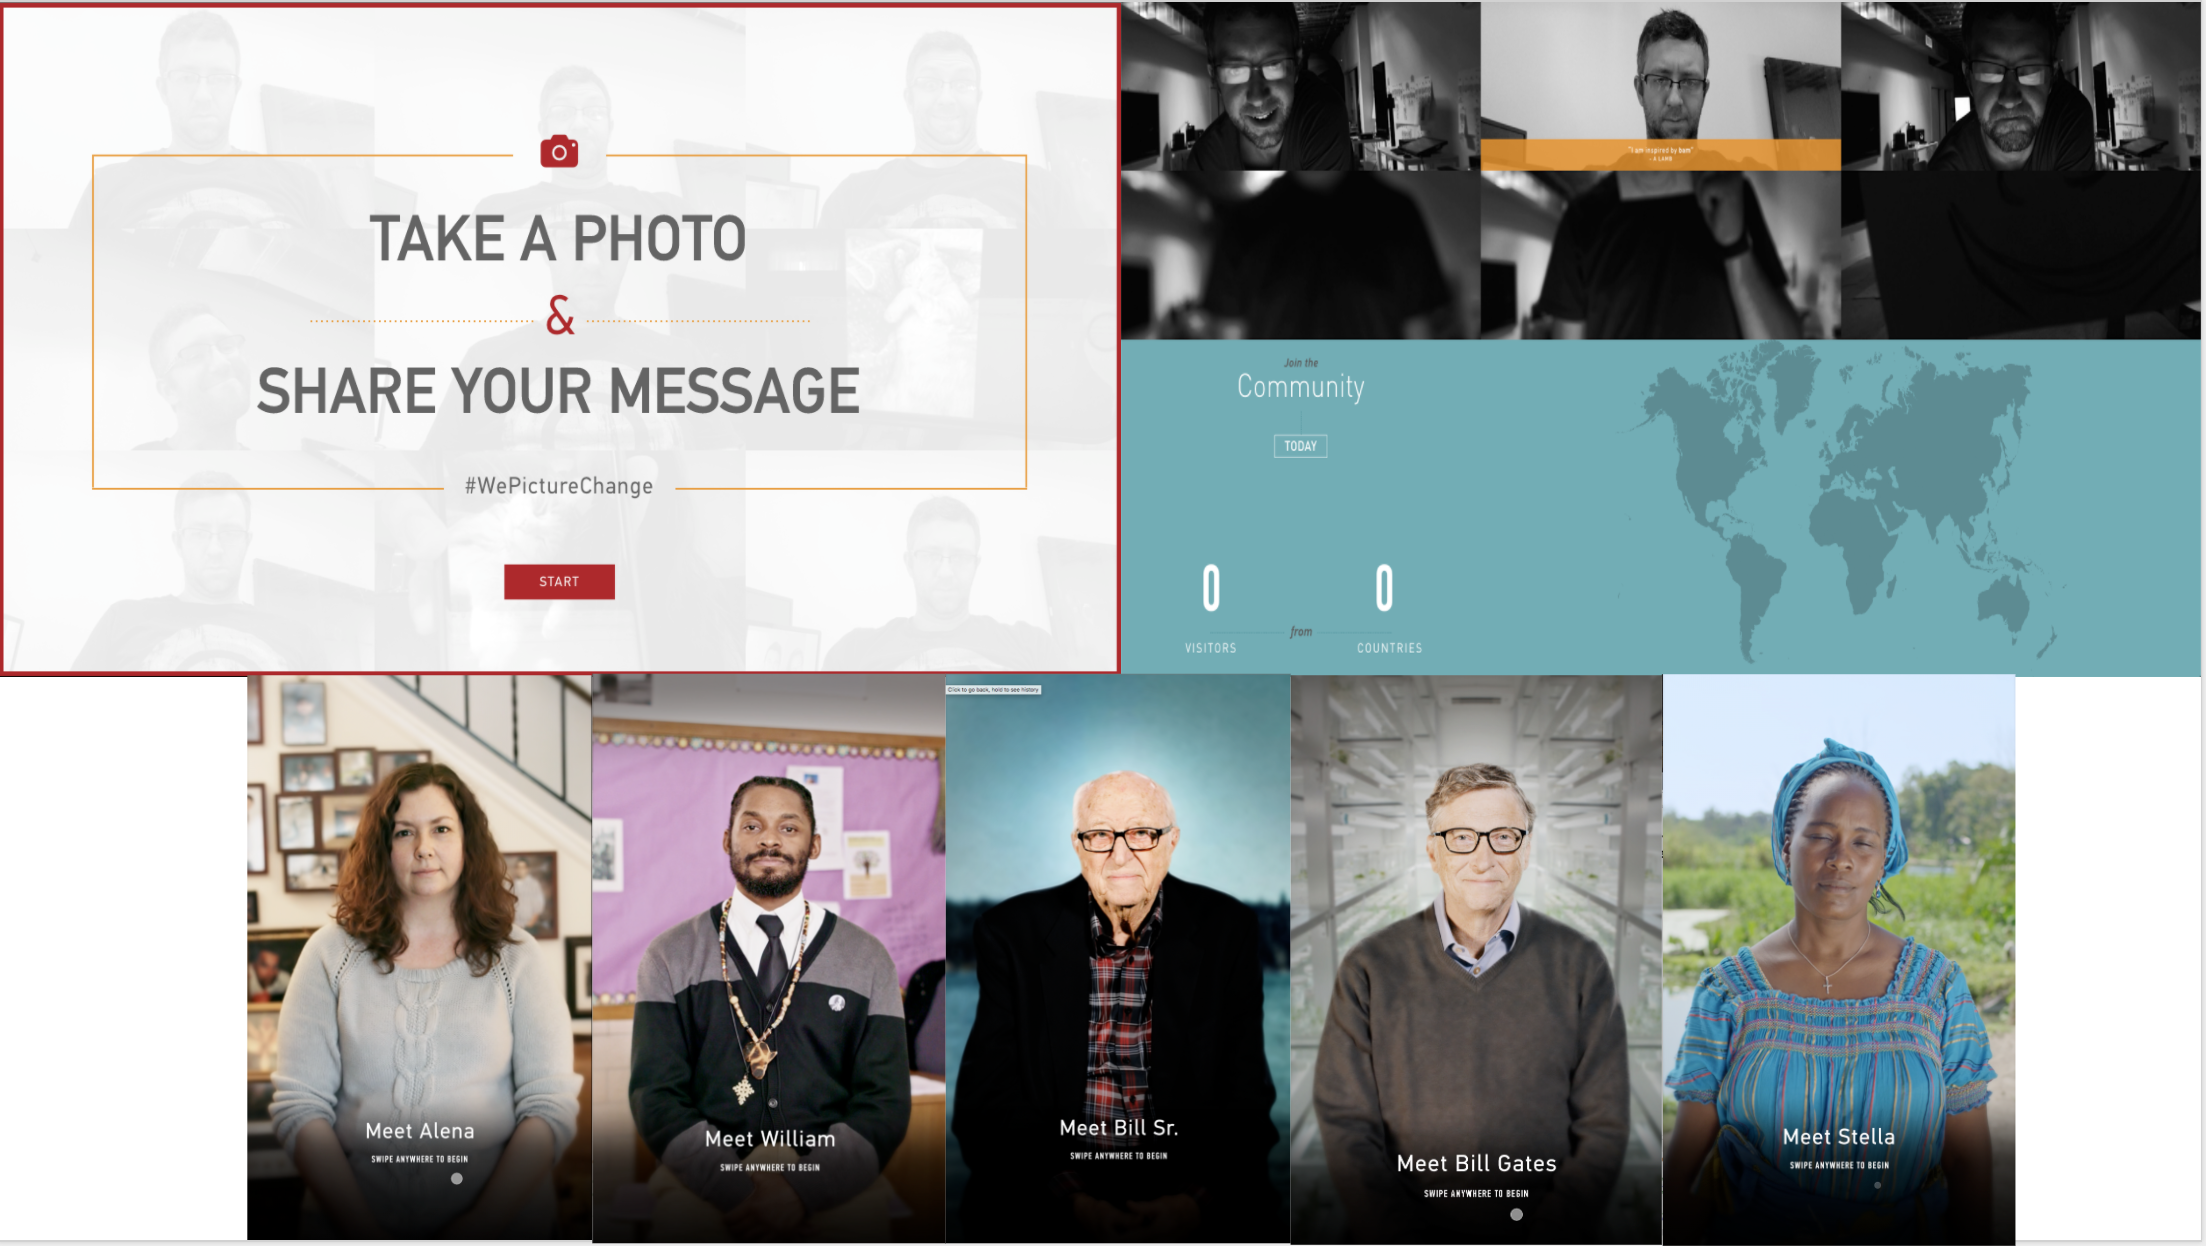 TAKE A PHOTO
&
SHARE YOUR MESSAGE
#WePictureChange
START
"I am inspired by bam"
- A LAMB
Join the
Community
TODAY
0
0
from
VISITORS
COUNTRIES
Click to go back, hold to see history
Meet Alena
SWIPE ANYWHERE TO BEGIN
Meet William
SWIPE ANYWHERE TO BEGIN
Meet Bill Sr.
SWIPE ANYWHERE TO BEGIN
Meet Bill Gates
SWIPE ANYWHERE TO BEGIN
Meet Stella
SWIPE ANYWHERE TO BEGIN